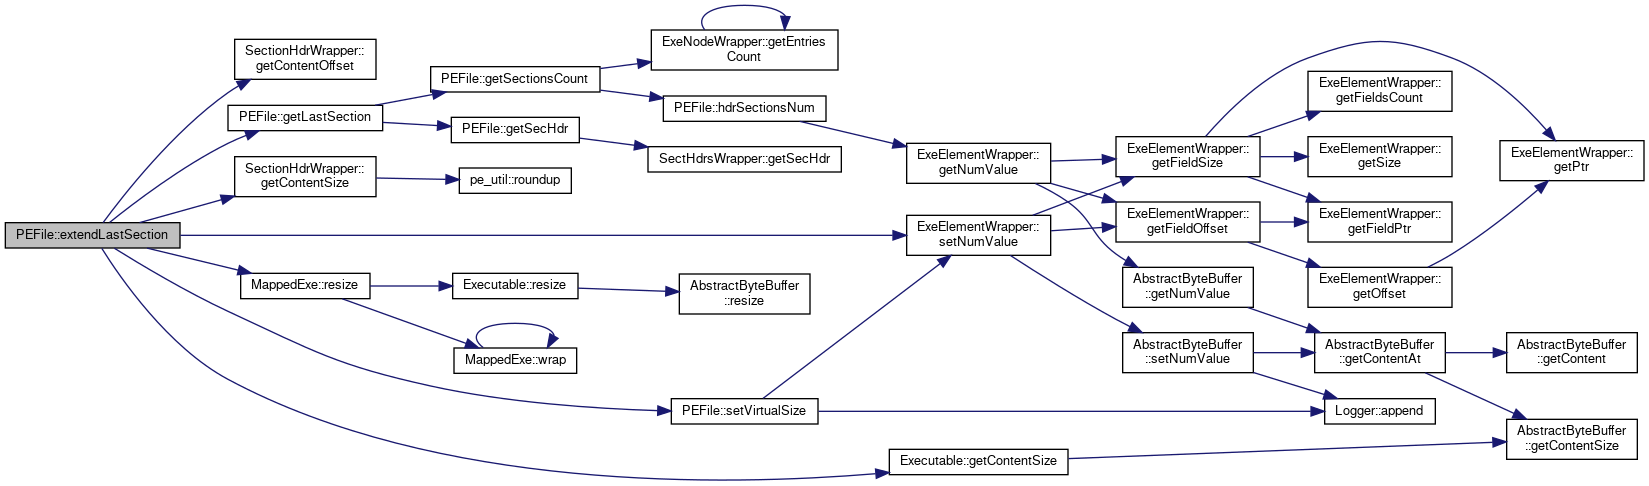 PEFile::extendLastSection
SectionHdrWrapper::
getContentOffset
PEFile::getLastSection
SectionHdrWrapper::
getContentSize
MappedExe::resize
PEFile::getSectionsCount
PEFile::getSecHdr
pe_util::roundup
Executable::resize
MappedExe::wrap
ExeNodeWrapper::getEntries
Count
PEFile::hdrSectionsNum
SectHdrsWrapper::getSecHdr
AbstractByteBuffer
::resize
PEFile::setVirtualSize
ExeElementWrapper::
getNumValue
ExeElementWrapper::
setNumValue
Executable::getContentSize
ExeElementWrapper::
getFieldSize
ExeElementWrapper::
getFieldOffset
AbstractByteBuffer
::getNumValue
AbstractByteBuffer
::setNumValue
ExeElementWrapper::
getFieldsCount
ExeElementWrapper::
getSize
ExeElementWrapper::
getFieldPtr
ExeElementWrapper::
getOffset
AbstractByteBuffer
::getContentAt
Logger::append
ExeElementWrapper::
getPtr
AbstractByteBuffer
::getContent
AbstractByteBuffer
::getContentSize